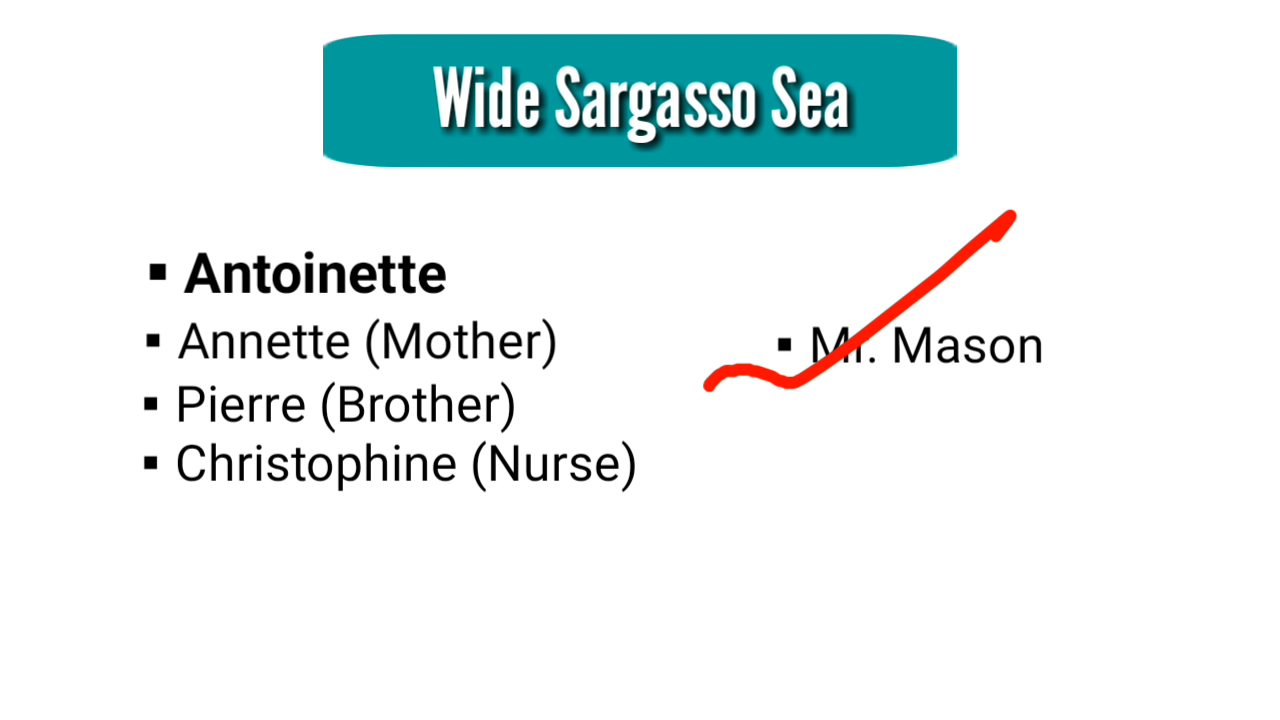 Wide Sargasso Sea
▪ Antoinette
▪ Annette (Mother)
▪ Mr. Mason
▪ Pierre (Brother)
▪ Christophine (Nurse)